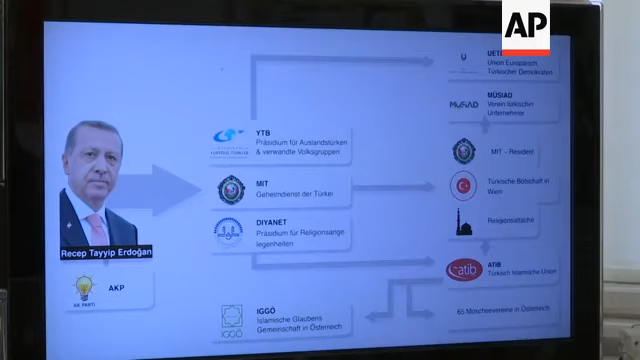 AP
UETD
Union Europäisch
Türkischer Demokraten
MÜSIAD
MÜSİAD
Verein türkischer
Unternehmer
YTB
Präsidium für Auslandstürken
& verwandte Volksgruppen
MIT – Resident
MIT
Geheimdienst der Türkei
Türkische Botschaft in
Wien
DIYANET
Präsidium für Religionsange
legenheiten
Religionsattaché
Recep Tayyip Erdoğan
AK PARTİ
AKP
atib
ATIB
Türkisch Islamische Union
IGGÖ
IGGÖ
Islamische Glaubens
Gemeinschaft in Österreich
65 Moscheevereine in Österreich